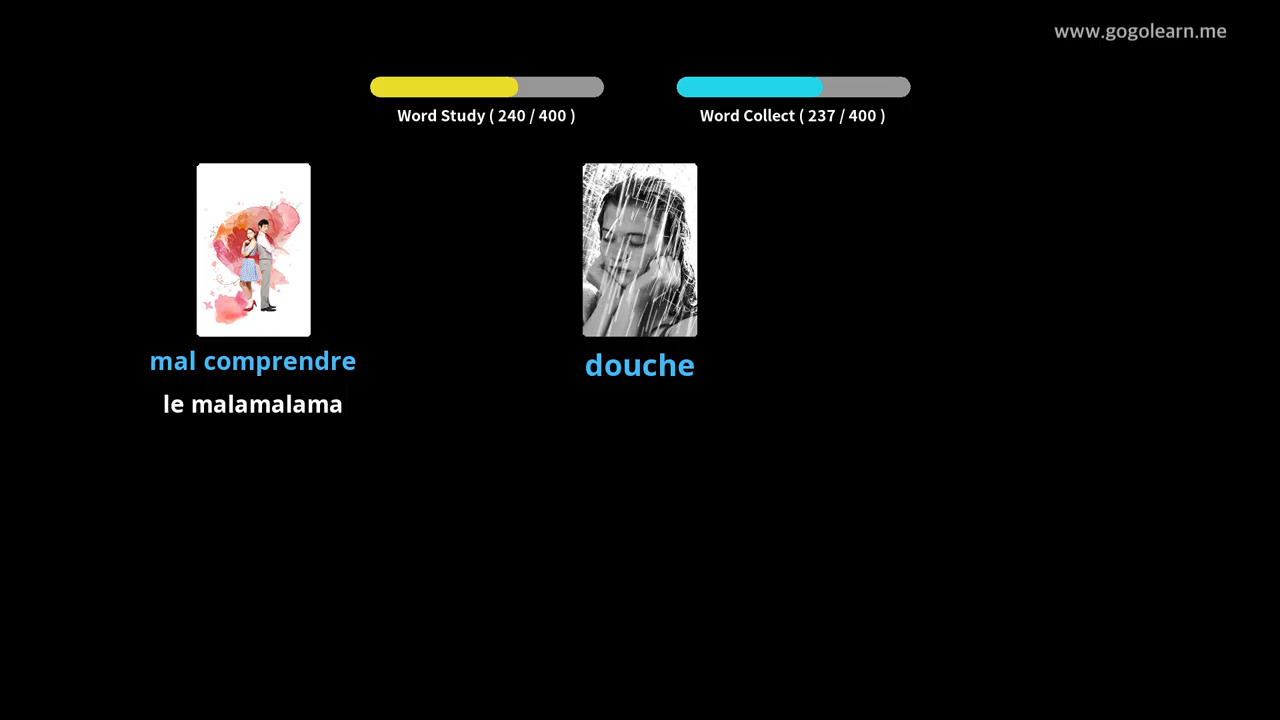 www.gogolearn.me
Word Study ( 240 / 400 )
Word Collect ( 237 / 400 )
mal comprendre
le malamalama
douche